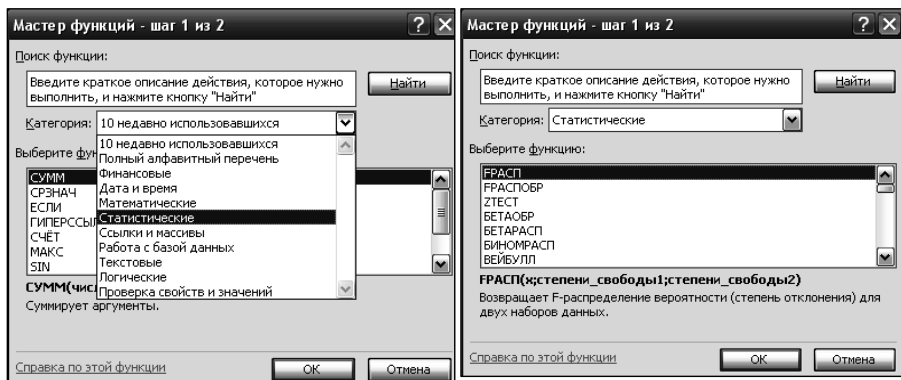 Мастер функций - шаг 1 из 2
Поиск функции:
Введите краткое описание действия, которое нужно
выполнить, и нажмите кнопку "Найти"
Найти
Категория: 10 недавно использовавшихся
10 недавно использовавшихся
Полный алфавитный перечень
Финансовые
Дата и время
Математические
Статистические
Ссылки и массивы
Работа с базой данных
Текстовые
Логические
Проверка свойств и значений
Выберите фун
СУММ
СРЗНАЧ
ЕСЛИ
ГИПЕРССЫЛ
СЧЁТ
МАКС
SIN
СУММ(чис
Суммирует аргументы.
Справка по этой функции
ОК
Отмена
Мастер функций - шаг 1 из 2
Поиск функции:
Введите краткое описание действия, которое нужно
выполнить, и нажмите кнопку "Найти"
Найти
Категория: Статистические
Выберите функцию:
FРАСП
FРАСПОБР
ZТЕСТ
БЕТАОБР
БЕТАРАСП
БИНОМРАСП
ВЕЙБУЛЛ
FРАСП(x;степени_свободы1;степени_свободы2)
Возвращает F-распределение вероятности (степень отклонения) для
двух наборов данных.
Справка по этой функции
ОК
Отмена